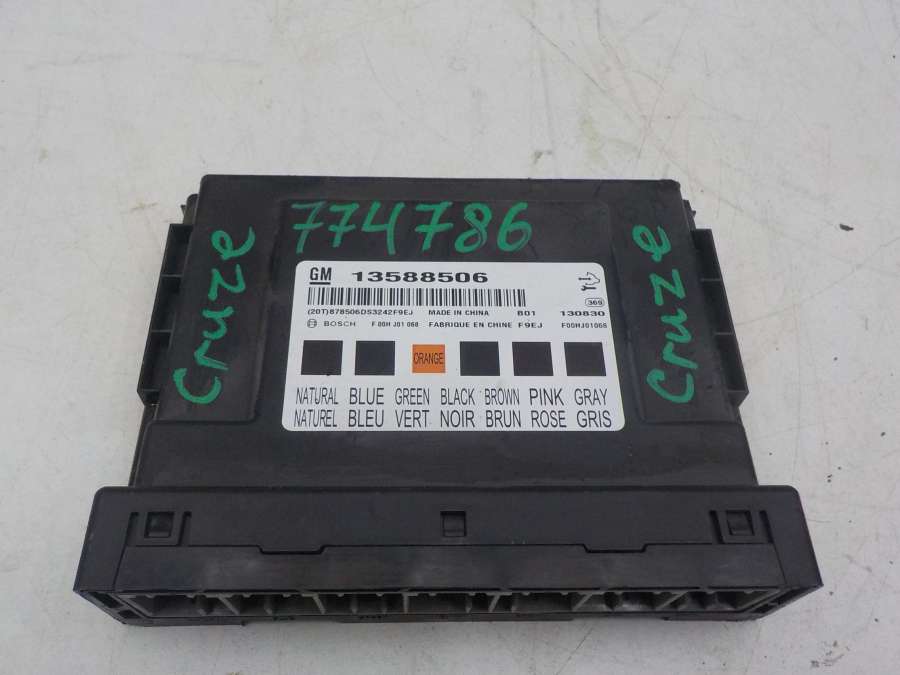 774786
Cruze
Cruze
GM 13588506
369
(20T)878506DS3242F9EJ MADE IN CHINA B01 130830
BOSCH F 00H J01 068 FABRIQUE EN CHINE F9EJ F00HJ01068
ORANGE
NATURAL BLUE GREEN BLACK BROWN PINK GRAY
NATUREL BLEU VERT NOIR BRUN ROSE GRIS